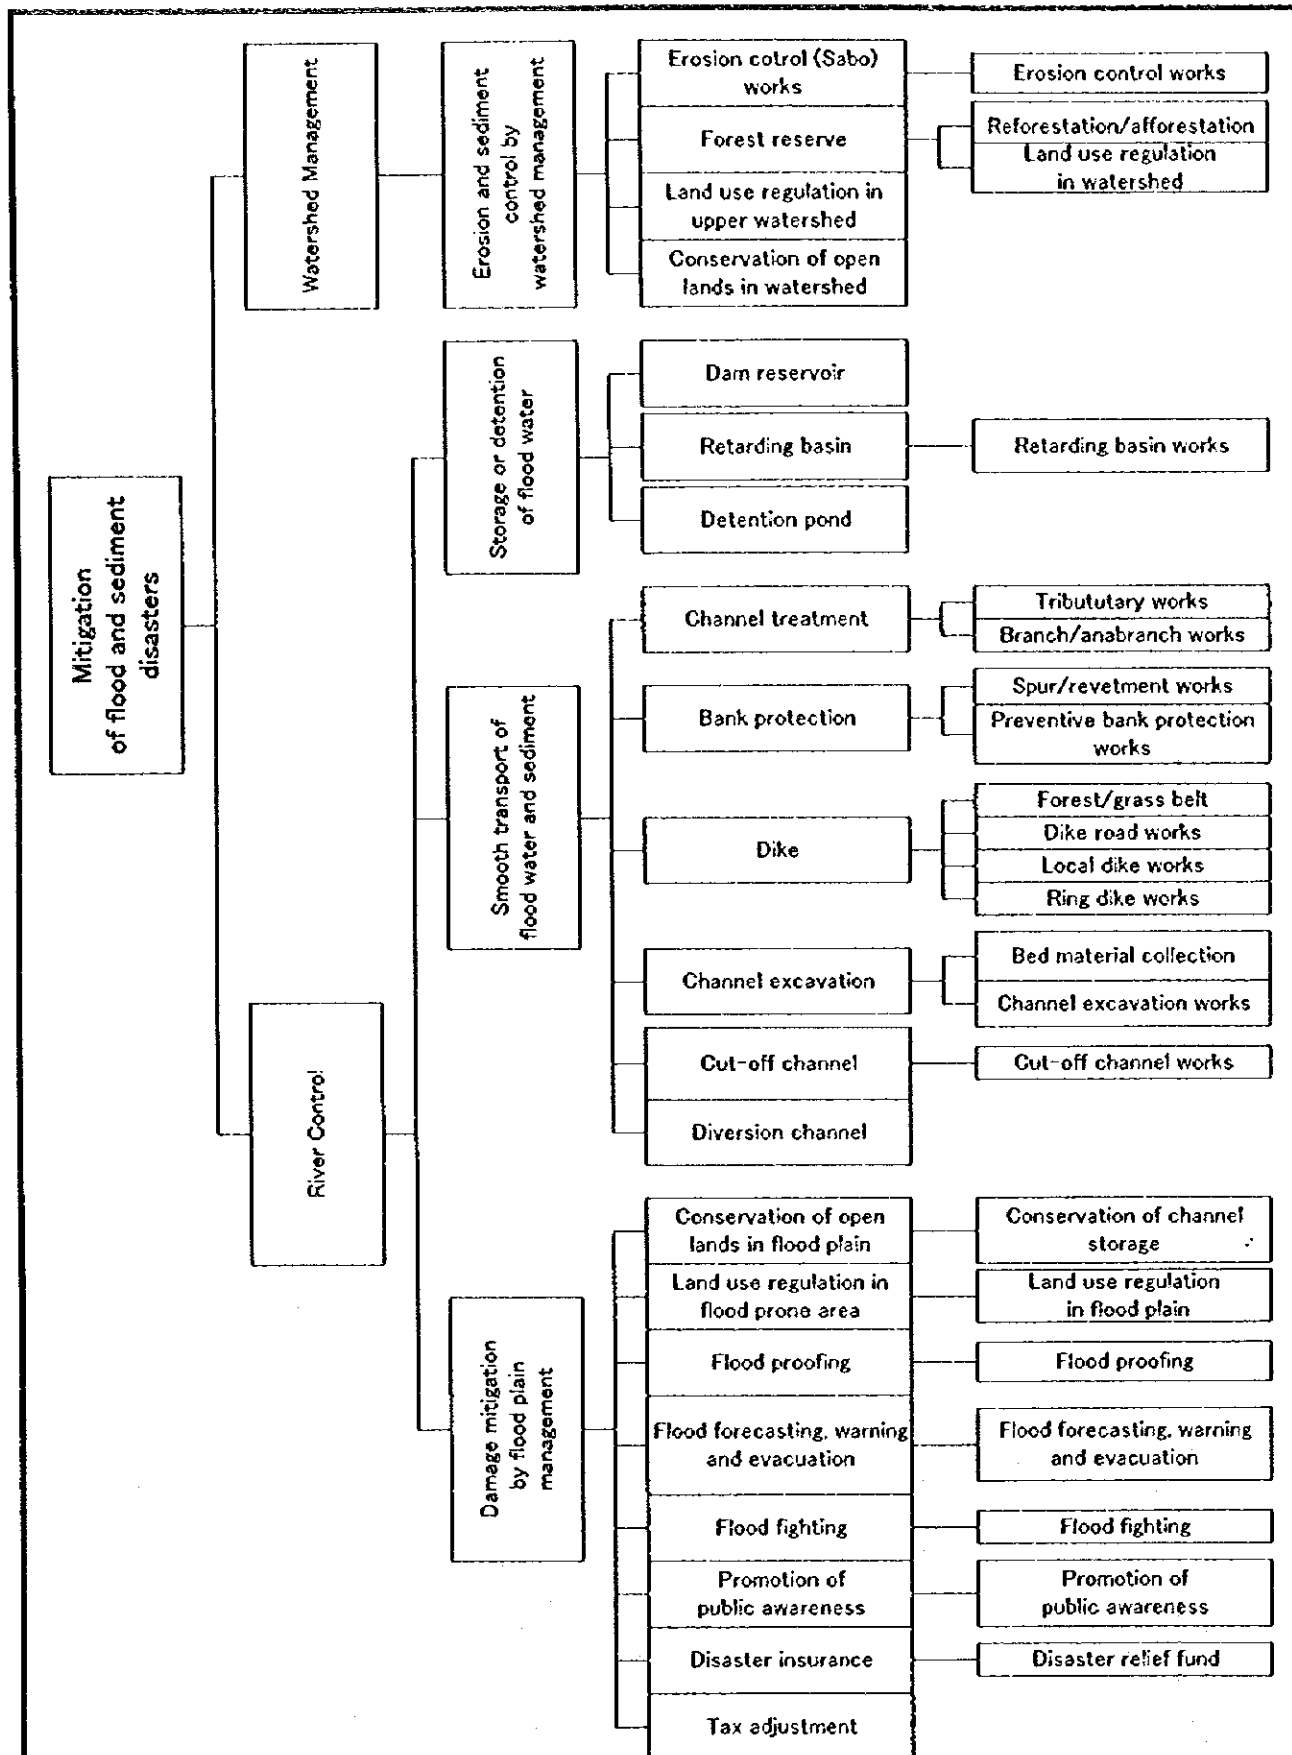 Mitigation
of flood and sediment
disasters
Watershed Management
Erosion and sediment
control by
watershed management
Erosion cotrol (Sabo)
works
Erosion control works
Forest reserve
Reforestation/afforestation
Land use regulation
in watershed
Land use regulation in
upper watershed
Conservation of open
lands in watershed
River Control
Storage or detention
of flood water
Dam reservoir
Retarding basin
Retarding basin works
Detention pond
Smooth transport of
flood water and sediment
Channel treatment
Tribututary works
Branch/anabranch works
Bank protection
Spur/revetment works
Preventive bank protection
works
Dike
Forest/grass belt
Dike road works
Local dike works
Ring dike works
Channel excavation
Bed material collection
Channel excavation works
Cut-off channel
Cut-off channel works
Diversion channel
Damage mitigation
by flood plain
management
Conservation of open
lands in flood plain
Conservation of channel
storage
Land use regulation in
flood prone area
Land use regulation
in flood plain
Flood proofing
Flood proofing
Flood forecasting, warning
and evacuation
Flood forecasting, warning
and evacuation
Flood fighting
Flood fighting
Promotion of
public awareness
Promotion of
public awareness
Disaster insurance
Disaster relief fund
Tax adjustment